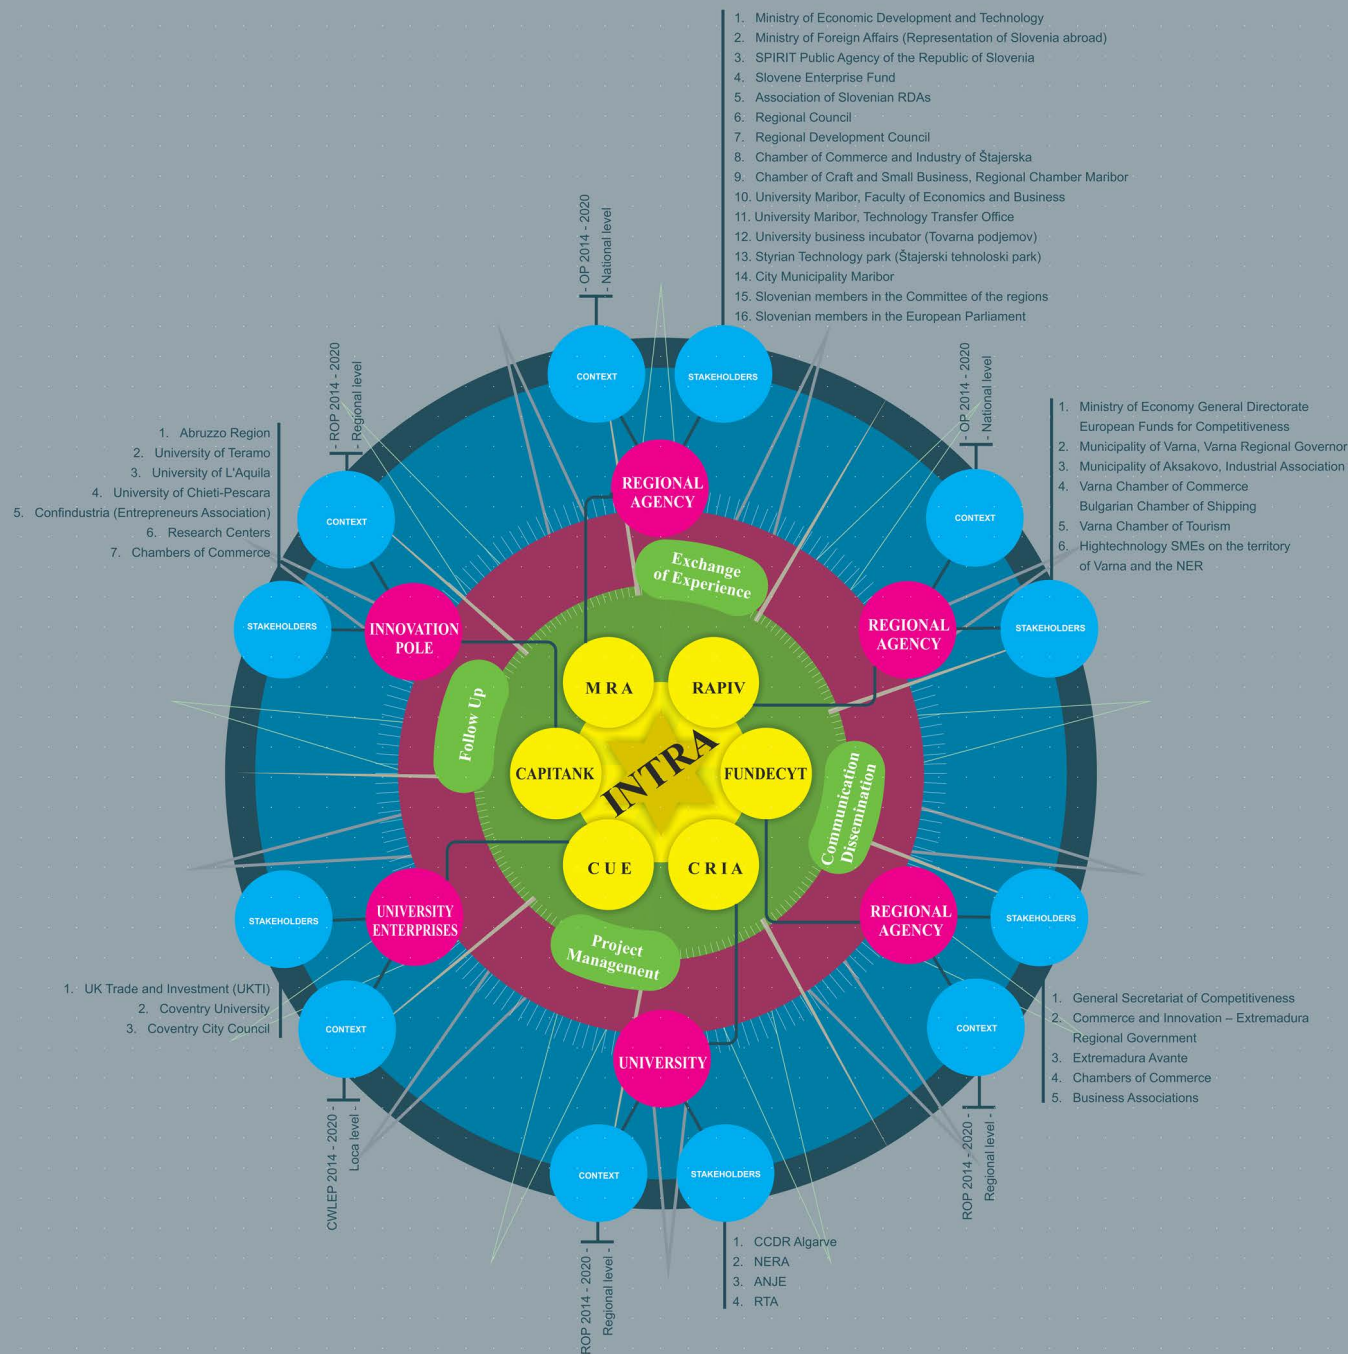 1. Ministry of Economic Development and Technology
2. Ministry of Foreign Affairs (Representation of Slovenia abroad)
3. SPIRIT Public Agency of the Republic of Slovenia
4. Slovene Enterprise Fund
5. Association of Slovenian RDAs
6. Regional Council
7. Regional Development Council
8. Chamber of Commerce and Industry of Štajerska
9. Chamber of Craft and Small Business, Regional Chamber Maribor
10. University Maribor, Faculty of Economics and Business
11. University Maribor, Technology Transfer Office
12. University business incubator (Tovarna podjemov)
13. Styrian Technology park (Štajerski tehnoloski park)
14. City Municipality Maribor
15. Slovenian members in the Committee of the regions
16. Slovenian members in the European Parliament
- OP 2014 - 2020
- National level
CONTEXT
STAKEHOLDERS
REGIONAL
AGENCY
- ROP 2014 - 2020
- Regional level
1. Abruzzo Region
2. University of Teramo
3. University of L'Aquila
4. University of Chieti-Pescara
5. Confindustria (Entrepreneurs Association)
6. Research Centers
7. Chambers of Commerce
CONTEXT
STAKEHOLDERS
INNOVATION
POLE
- OP 2014 - 2020
- National level
1. Ministry of Economy General Directorate
European Funds for Competitiveness
2. Municipality of Varna, Varna Regional Governor
3. Municipality of Aksakovo, Industrial Association
4. Varna Chamber of Commerce
Bulgarian Chamber of Shipping
5. Varna Chamber of Tourism
6. Hightechnology SMEs on the territory
of Varna and the NER
CONTEXT
STAKEHOLDERS
REGIONAL
AGENCY
Exchange
of Experience
Follow Up
Communication
Dissemination
Project
Management
M R A
RAPIV
CAPITANK
INTRA
FUNDECYT
C U E
C R I A
STAKEHOLDERS
UNIVERSITY
ENTERPRISES
CONTEXT
1. UK Trade and Investment (UKTI)
2. Coventry University
3. Coventry City Council
CWLEP 2014 - 2020 -
Loca level -
REGIONAL
AGENCY
STAKEHOLDERS
CONTEXT
1. General Secretariat of Competitiveness
2. Commerce and Innovation – Extremadura
Regional Government
3. Extremadura Avante
4. Chambers of Commerce
5. Business Associations
ROP 2014 - 2020 -
Regional level -
UNIVERSITY
CONTEXT
STAKEHOLDERS
ROP 2014 - 2020 -
Regional level -
1. CCDR Algarve
2. NERA
3. ANJE
4. RTA